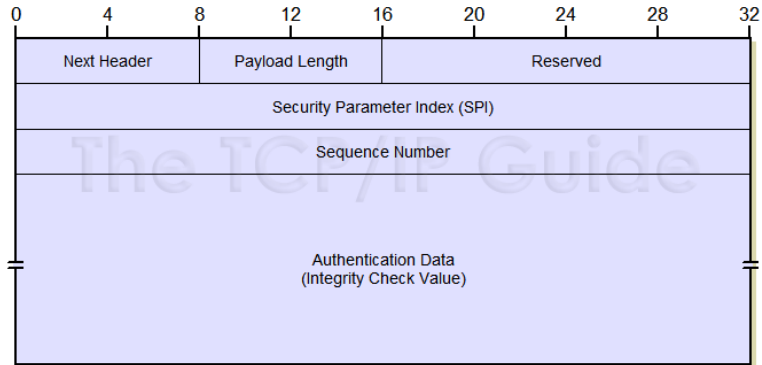 0 4 8 12 16 20 24 28 32
Next Header Payload Length Reserved
Security Parameter Index (SPI)
Sequence Number
The TCP/IP Guide
Authentication Data
(Integrity Check Value)